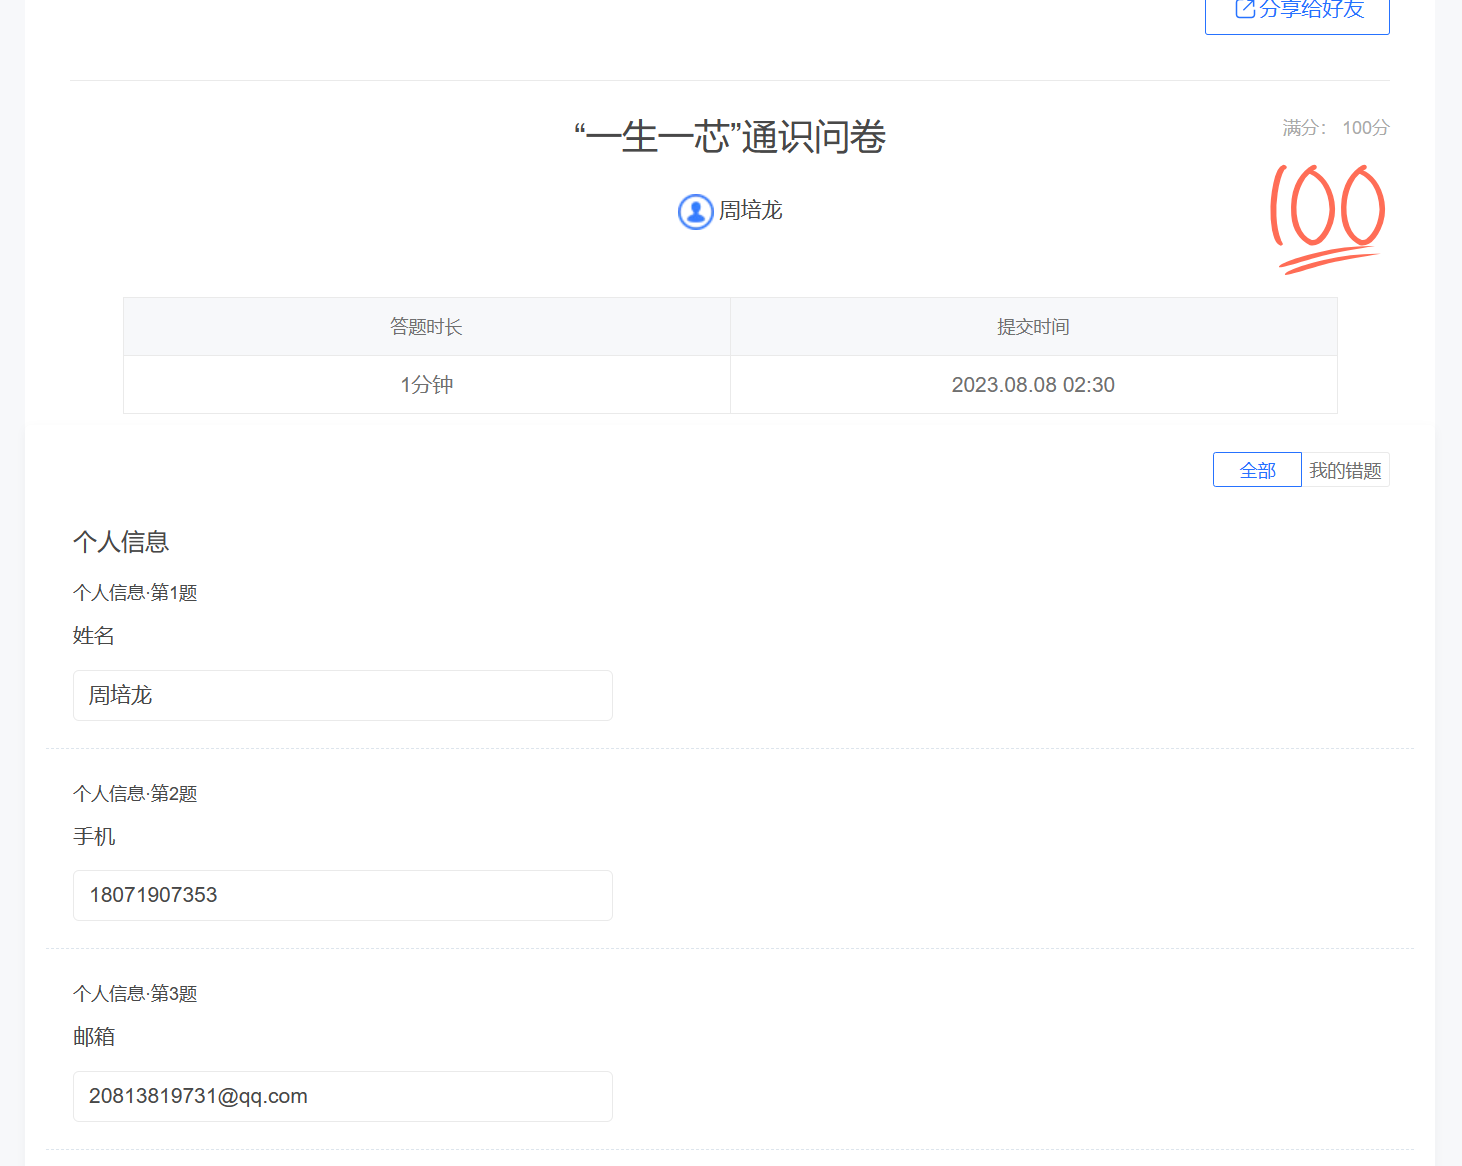 分享给好友
“一生一芯”通识问卷
满分： 100分
100
周培龙
答题时长 提交时间
1分钟 2023.08.08 02:30
全部 我的错题
个人信息
个人信息·第1题
姓名
周培龙
个人信息·第2题
手机
18071907353
个人信息·第3题
邮箱
20813819731@qq.com